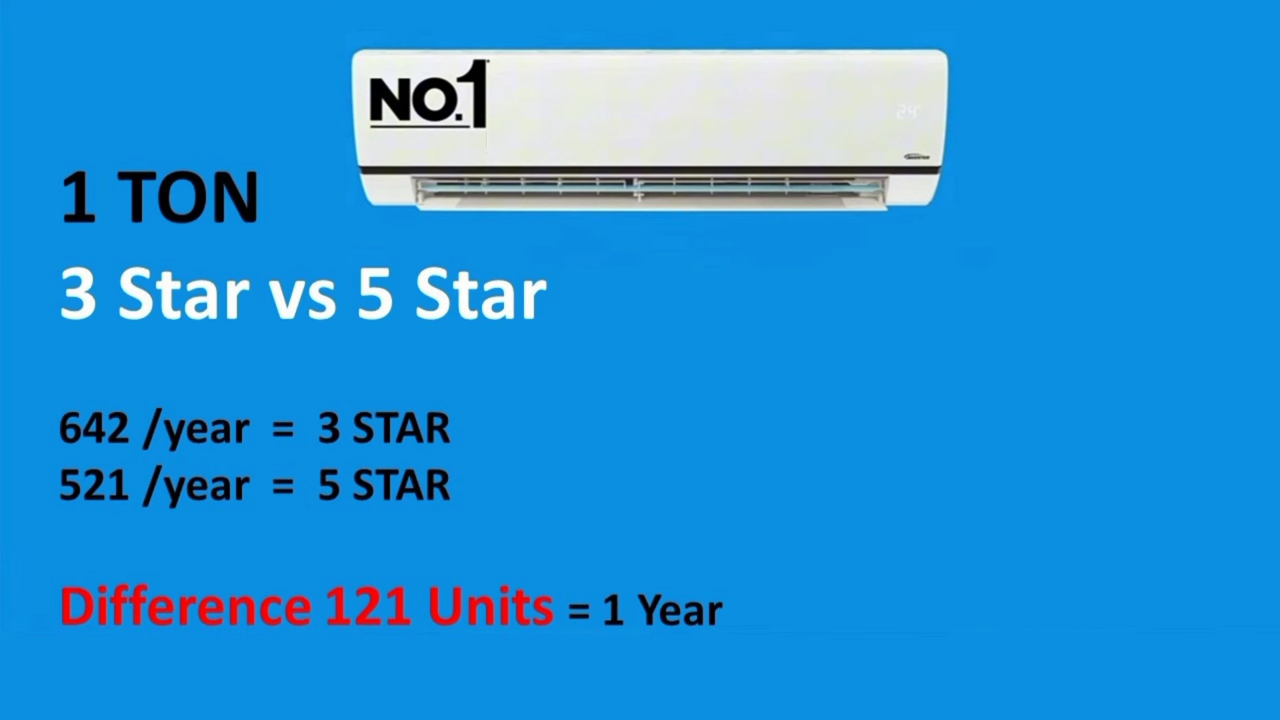 NO.1
24
1 TON
3 Star vs 5 Star
642 /year = 3 STAR
521 /year = 5 STAR
Difference 121 Units = 1 Year